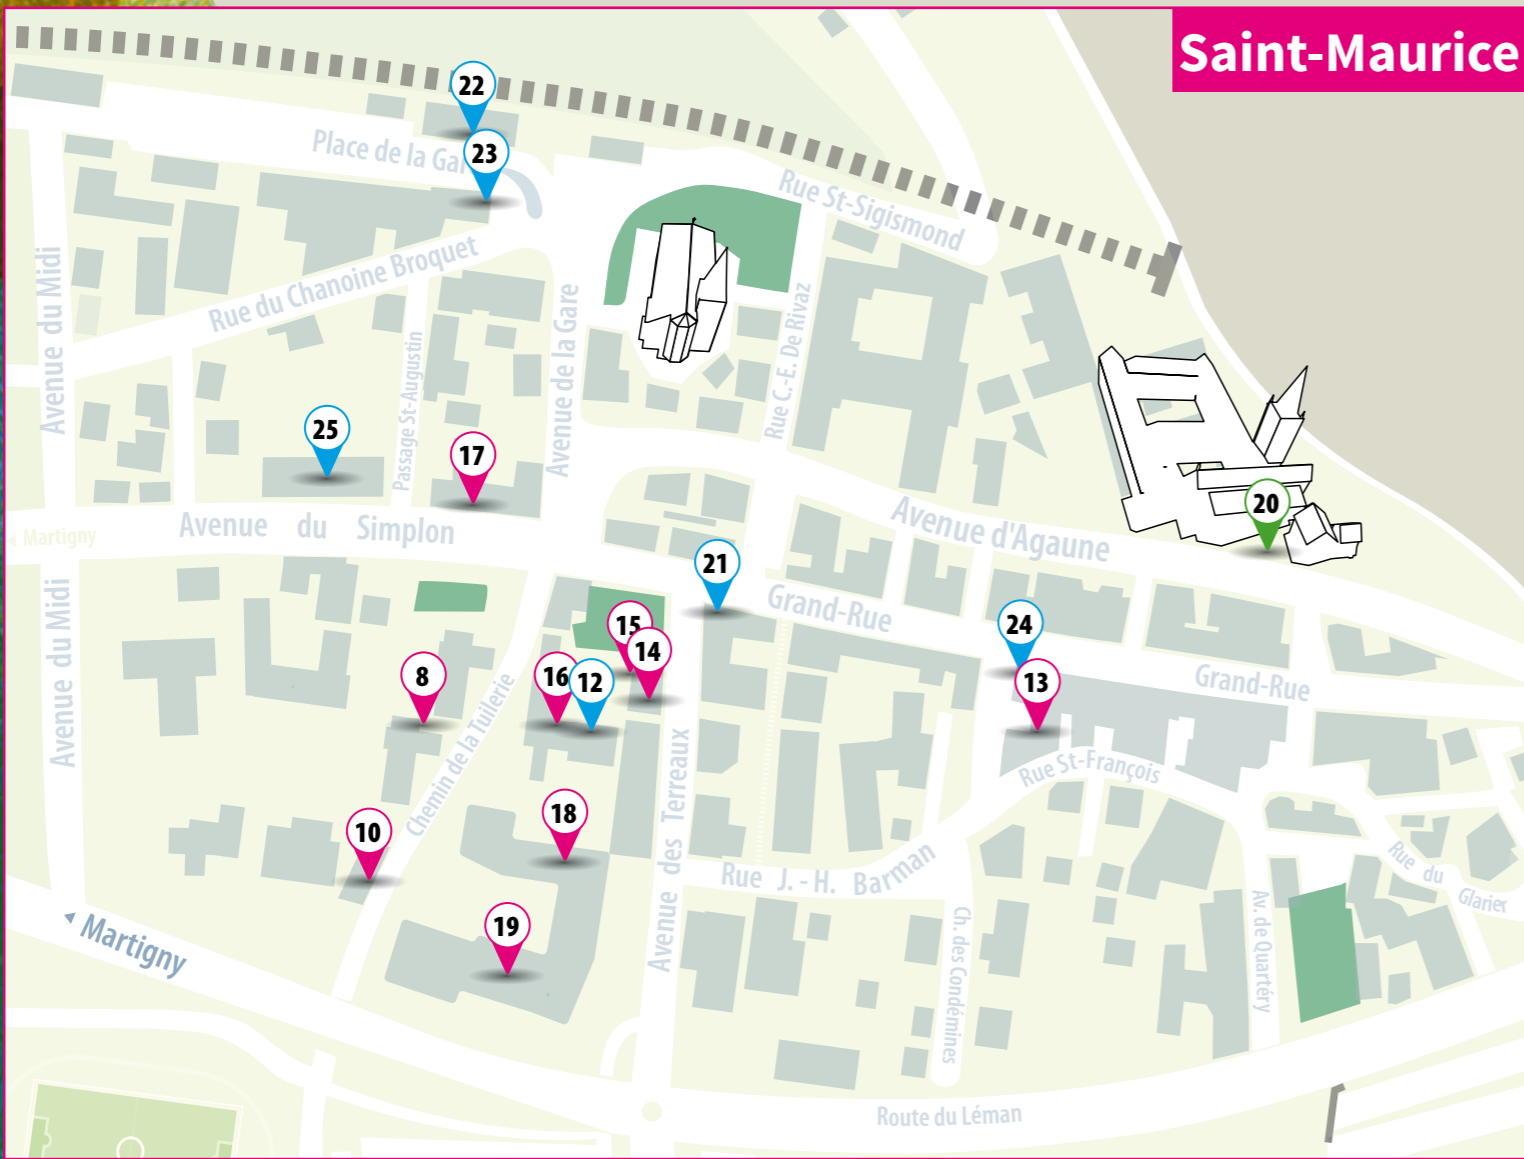 Saint-Maurice
22
Place de la Gare
23
Rue St-Sigismond
Avenue du Midi
Rue du Chanoine Broquet
Passage St-Augustin
Avenue de la Gare
Rue C.-E. De Rivaz
25
17
20
Martigny
Avenue du Simplon
Avenue d'Agaune
21
Grand-Rue
Avenue du Midi
15
14
24
8
16
12
13
Grand-Rue
Chemin de la Tuilerie
Avenue des Terreaux
Rue St-François
10
18
Rue J. - H. Barman
Rue du Glarier
19
Martigny
Ch. des Condémines
Av. de Quartéry
Route du Léman